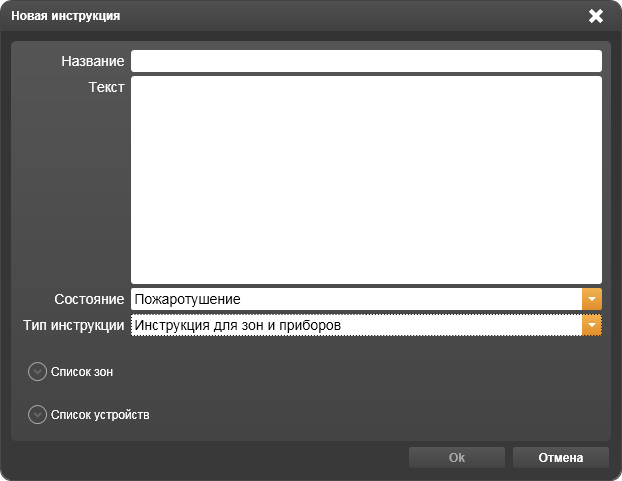 Новая инструкция
Название
Текст
Состояние Пожаротушение
Тип инструкции Инструкция для зон и приборов
Список зон
Список устройств
Ok Отмена